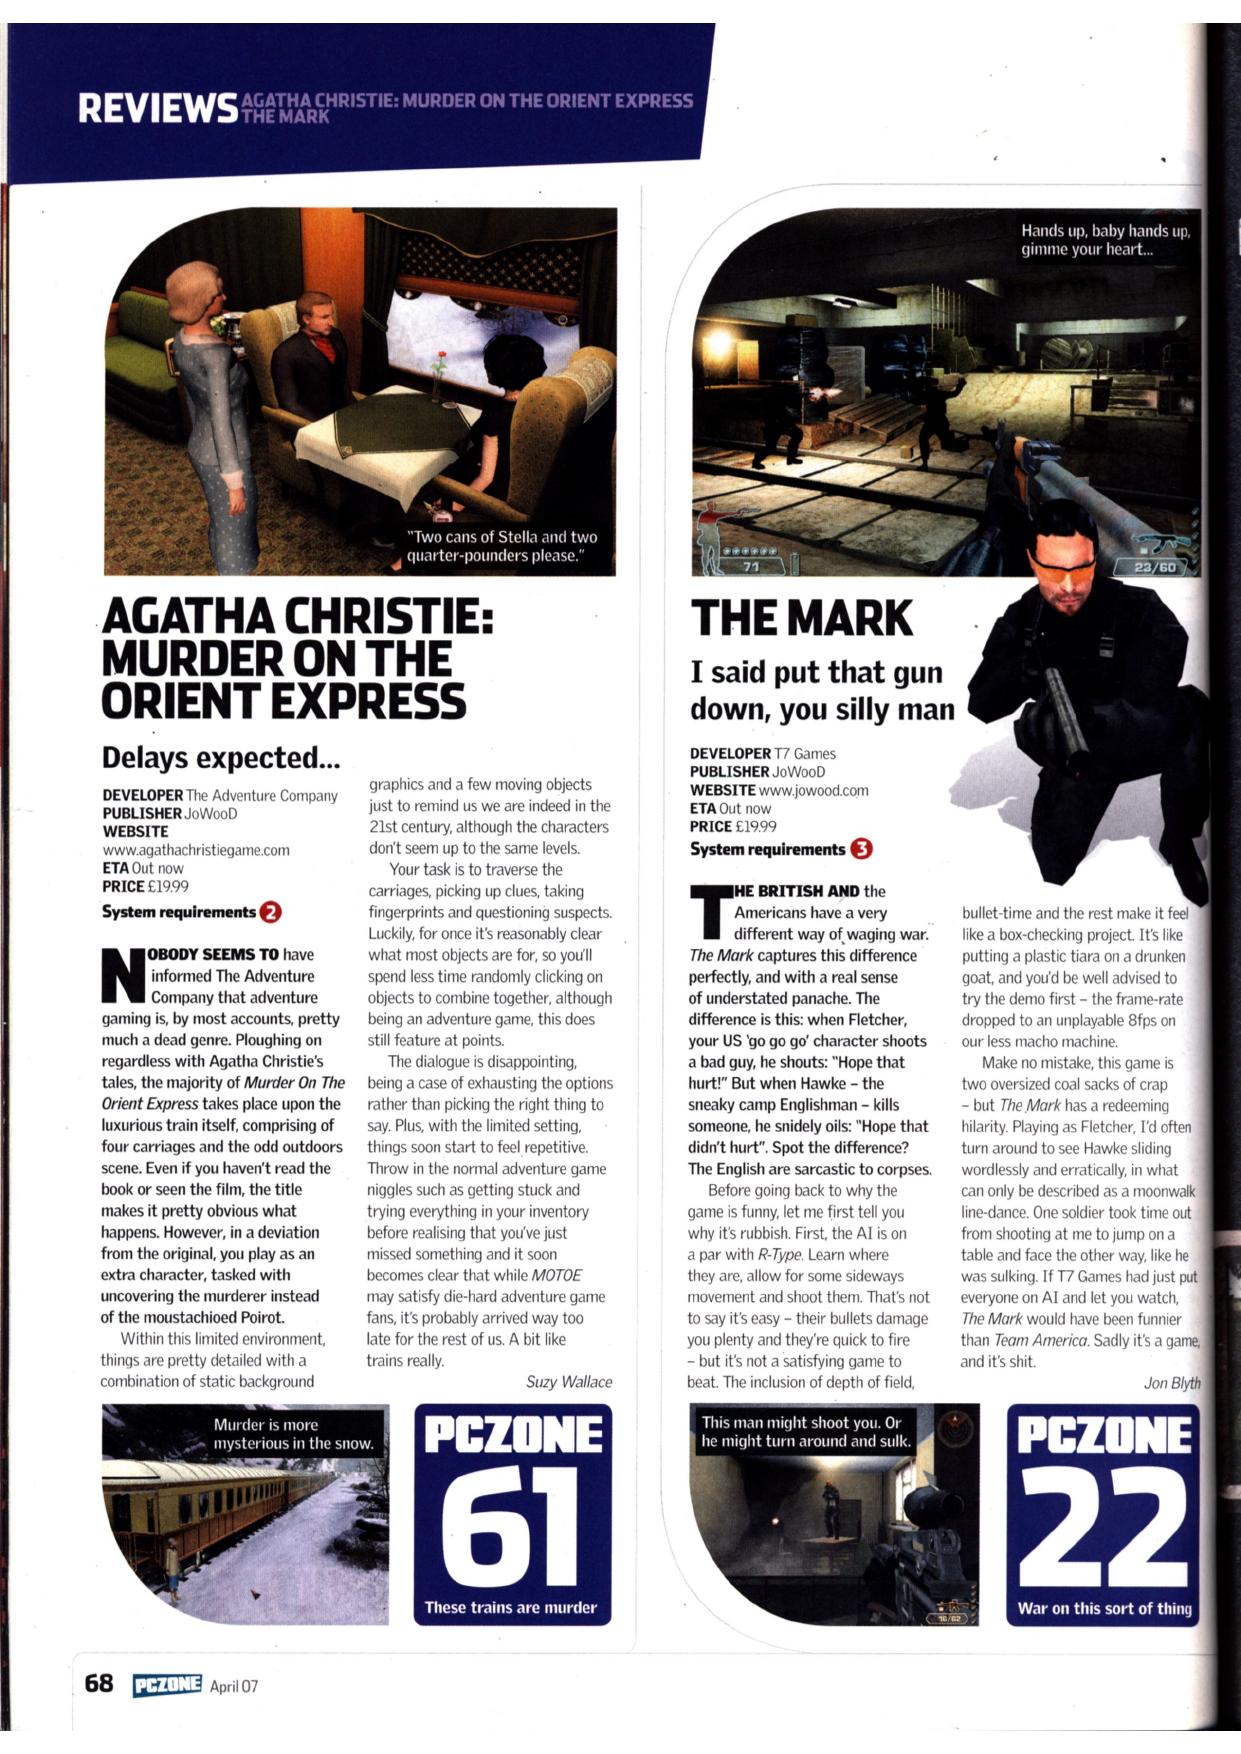 REVIEWS AGATHA CHRISTIE: MURDER ON THE ORIENT EXPRESS
THE MARK
"Two cans of Stella and two
quarter-pounders please."
AGATHA CHRISTIE:
MURDER ON THE
ORIENT EXPRESS
Delays expected...
DEVELOPER The Adventure Company
PUBLISHER JoWooD
WEBSITE
www.agathachristiegame.com
ETA Out now
PRICE £19.99
System requirements 2
NOBODY SEEMS TO have
informed The Adventure
Company that adventure
gaming is, by most accounts, pretty
much a dead genre. Ploughing on
regardless with Agatha Christie's
tales, the majority of Murder On The
Orient Express takes place upon the
luxurious train itself, comprising of
four carriages and the odd outdoors
scene. Even if you haven't read the
book or seen the film, the title
makes it pretty obvious what
happens. However, in a deviation
from the original, you play as an
extra character, tasked with
uncovering the murderer instead
of the moustachioed Poirot.
Within this limited environment,
things are pretty detailed with a
combination of static background
graphics and a few moving objects
just to remind us we are indeed in the
21st century, although the characters
don't seem up to the same levels.
Your task is to traverse the
carriages, picking up clues, taking
fingerprints and questioning suspects.
Luckily, for once it's reasonably clear
what most objects are for, so you'll
spend less time randomly clicking on
objects to combine together, although
being an adventure game, this does
still feature at points.
The dialogue is disappointing,
being a case of exhausting the options
rather than picking the right thing to
say. Plus, with the limited setting,
things soon start to feel repetitive.
Throw in the normal adventure game
niggles such as getting stuck and
trying everything in your inventory
before realising that you've just
missed something and it soon
becomes clear that while MOTOE
may satisfy die-hard adventure game
fans, it's probably arrived way too
late for the rest of us. A bit like
trains really.
Suzy Wallace
Murder is more
mysterious in the snow.
PCZONE
61
These trains are murder
Hands up, baby hands up,
gimme your heart...
71
23/60
THE MARK
I said put that gun
down, you silly man
DEVELOPER T7 Games
PUBLISHER JoWooD
WEBSITE www.jowood.com
ETA Out now
PRICE £19.99
System requirements 3
THE BRITISH AND the
Americans have a very
different way of waging war.
The Mark captures this difference
perfectly, and with a real sense
of understated panache. The
difference is this: when Fletcher,
your US 'go go go' character shoots
a bad guy, he shouts: "Hope that
hurt!" But when Hawke – the
sneaky camp Englishman – kills
someone, he snidely oils: "Hope that
didn't hurt". Spot the difference?
The English are sarcastic to corpses.
Before going back to why the
game is funny, let me first tell you
why it's rubbish. First, the AI is on
a par with R-Type. Learn where
they are, allow for some sideways
movement and shoot them. That's not
to say it's easy – their bullets damage
you plenty and they're quick to fire
– but it's not a satisfying game to
beat. The inclusion of depth of field,
bullet-time and the rest make it feel
like a box-checking project. It's like
putting a plastic tiara on a drunken
goat, and you'd be well advised to
try the demo first – the frame-rate
dropped to an unplayable 8fps on
our less macho machine.
Make no mistake, this game is
two oversized coal sacks of crap
– but The Mark has a redeeming
hilarity. Playing as Fletcher, I'd often
turn around to see Hawke sliding
wordlessly and erratically, in what
can only be described as a moonwalk
line-dance. One soldier took time out
from shooting at me to jump on a
table and face the other way, like he
was sulking. If T7 Games had just put
everyone on AI and let you watch,
The Mark would have been funnier
than Team America. Sadly it's a game,
and it's shit.
Jon Blyth
This man might shoot you. Or
he might turn around and sulk.
16/62
PCZONE
22
War on this sort of thing
68 PCZONE April 07